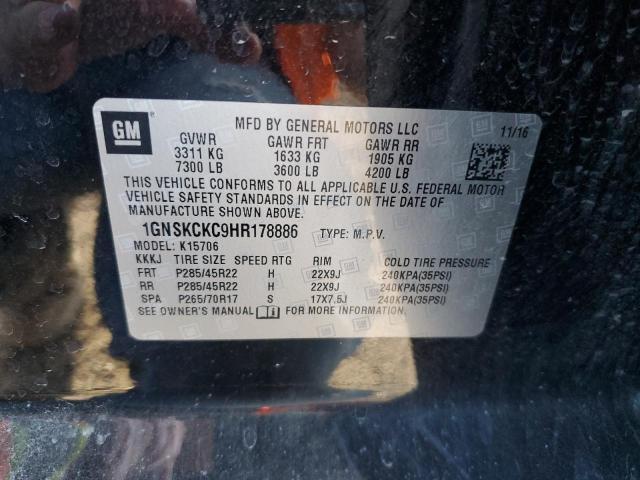 GM
MFD BY GENERAL MOTORS LLC
11/16
GVWR GAWR FRT GAWR RR
3311 KG 1633 KG 1905 KG
7300 LB 3600 LB 4200 LB
THIS VEHICLE CONFORMS TO ALL APPLICABLE U.S. FEDERAL MOTOR
VEHICLE SAFETY STANDARDS IN EFFECT ON THE DATE OF
MANUFACTURE SHOWN ABOVE.
1GNSKCKC9HR178886 TYPE: M.P.V.
MODEL: K15706
KKKJ TIRE SIZE SPEED RTG RIM COLD TIRE PRESSURE
FRT P285/45R22 H 22X9J 240KPA(35PSI)
RR P285/45R22 H 22X9J 240KPA(35PSI)
SPA P265/70R17 S 17X7.5J 240KPA(35PSI)
SEE OWNER'S MANUAL FOR MORE INFORMATION.